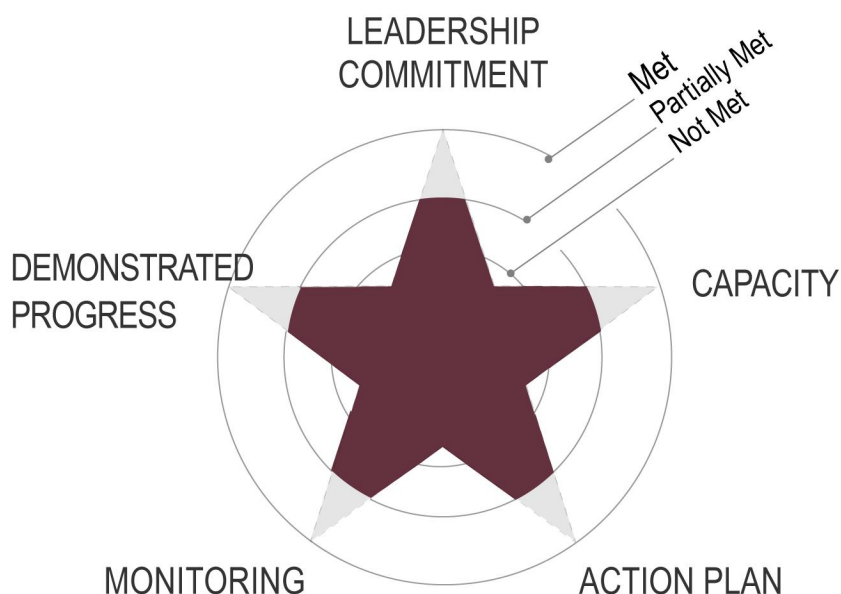 LEADERSHIP
COMMITMENT
Met
Partially Met
Not Met
DEMONSTRATED
PROGRESS
CAPACITY
MONITORING
ACTION PLAN